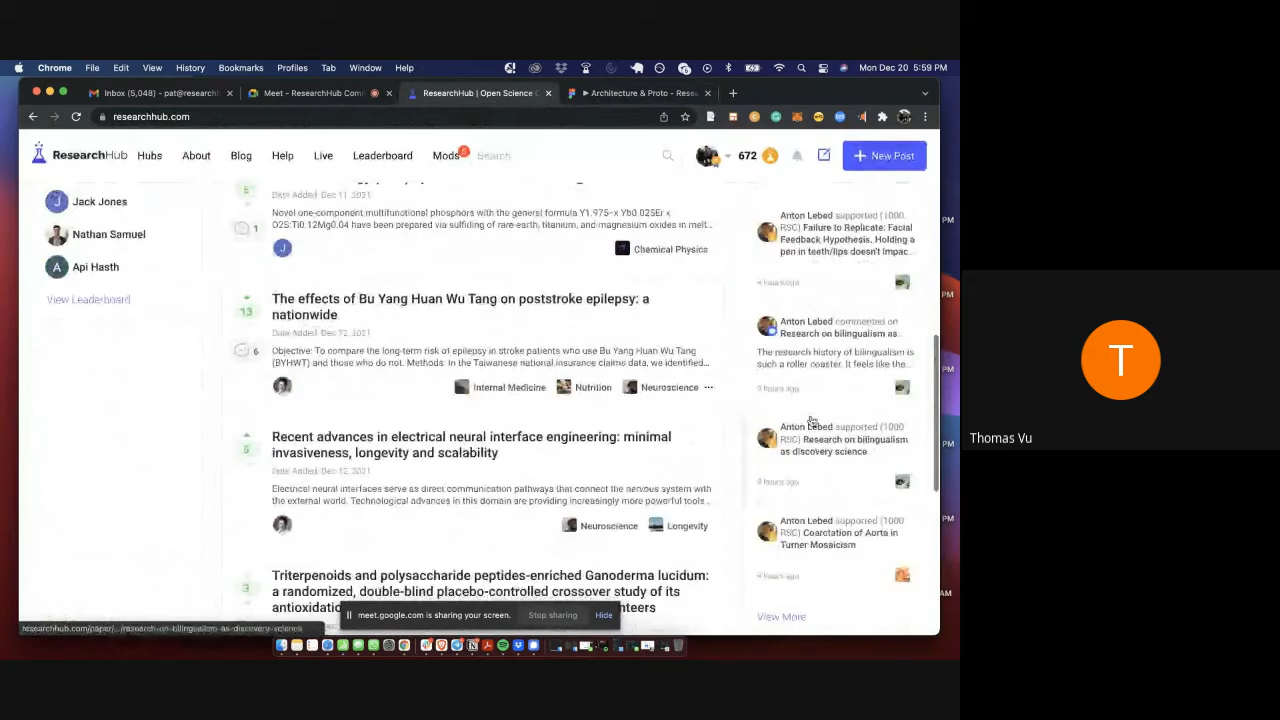 Chrome File Edit View History Bookmarks Profiles Tab Window Help
Mon Dec 20 5:59 PM
Inbox (5,048) - pat@research
Meet - ResearchHub Com
ResearchHub | Open Science C
Architecture & Proto - Resea
researchhub.com
ResearchHub Hubs About Blog Help Live Leaderboard Mods Search 672 New Post
Jack Jones
Nathan Samuel
A Api Hasth
View Leaderboard
Date Added: Dec 11, 2021
Novel one-component multifunctional phosphors with the general formula Y1.975-x Yb0.025Er x
O2S:Ti0.12Mg0.04 have been prepared via sulfiding of rare-earth, titanium, and magnesium oxides in melt...
1
J
Chemical Physics
13
The effects of Bu Yang Huan Wu Tang on poststroke epilepsy: a
nationwide
Date Added: Dec 12, 2021
6
Objective: To compare the long-term risk of epilepsy in stroke patients who use Bu Yang Huan Wu Tang
(BYHWT) and those who do not. Methods: In the Taiwanese national insurance claims data, we identified...
Internal Medicine Nutrition Neuroscience ...
5
Recent advances in electrical neural interface engineering: minimal
invasiveness, longevity and scalability
Date Added: Dec 12, 2021
Electrical neural interfaces serve as direct communication pathways that connect the nervous system with
the external world. Technological advances in this domain are providing increasingly more powerful tools...
Neuroscience Longevity
3
Triterpenoids and polysaccharide peptides-enriched Ganoderma lucidum:
a randomized, double-blind placebo-controlled crossover study of its
antioxidatio
nteers
Anton Lebed supported (1000
RSC) Failure to Replicate: Facial
Feedback Hypothesis. Holding a
pen in teeth/lips doesn't impac...
Anton Lebed commented on
Research on bilingualism as
The research history of bilingualism is
such a roller coaster. It feels like the...
9 hours ago
Anton Lebed supported (1000
RSC) Research on bilingualism
as discovery science
9 hours ago
Anton Lebed supported (1000
RSC) Coarctation of Aorta in
Turner Mosaicism
View More
meet.google.com is sharing your screen. Stop sharing Hide
researchhub.com/paper/.../research-on-bilingualism-as-discovery-science
PM
PM
PM
PM
AM
T
Thomas Vu